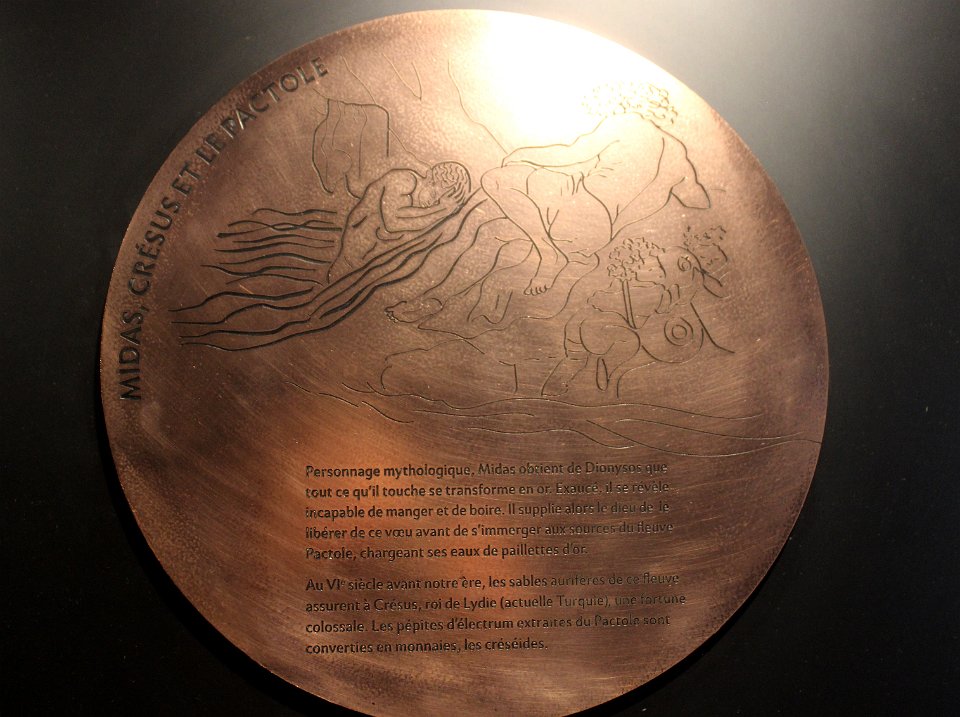 MIDAS, CRÉSUS ET LE PACTOLE
Personnage mythologique, Midas obtient de Dionysos que
tout ce qu'il touche se transforme en or. Exaucé, il se révèle
incapable de manger et de boire. Il supplie alors le dieu de le
libérer de ce vœu avant de s'immerger aux sources du fleuve
Pactole, chargeant ses eaux de paillettes d'or.
Au VIe siècle avant notre ère, les sables aurifères de ce fleuve
assurent à Crésus, roi de Lydie (actuelle Turquie), une fortune
colossale. Les pépites d'électrum extraites du Pactole sont
converties en monnaies, les créséides.